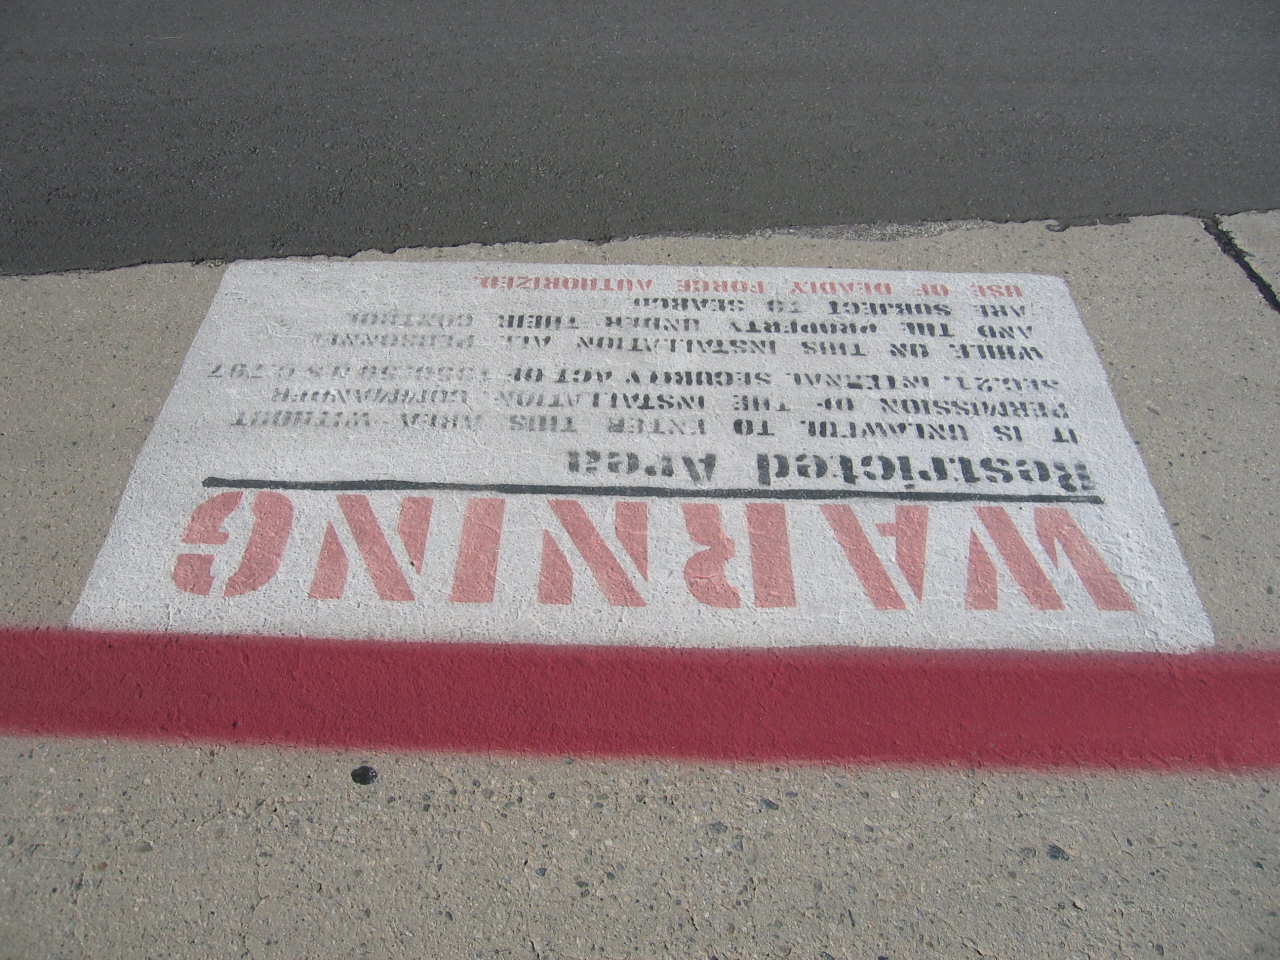 WARNING
Restricted Area
IT IS UNLAWFUL TO ENTER THIS AREA WITHOUT
PERMISSION OF THE INSTALLATION COMMANDER
SEC.21, INTERNAL SECURITY ACT OF 1950,50 US C.797
WHILE ON THIS INSTALLATION ALL PERSONNEL
AND THE PROPERTY UNDER THEIR CONTROL
ARE SUBJECT TO SEARCH
USE OF DEADLY FORCE AUTHORIZED